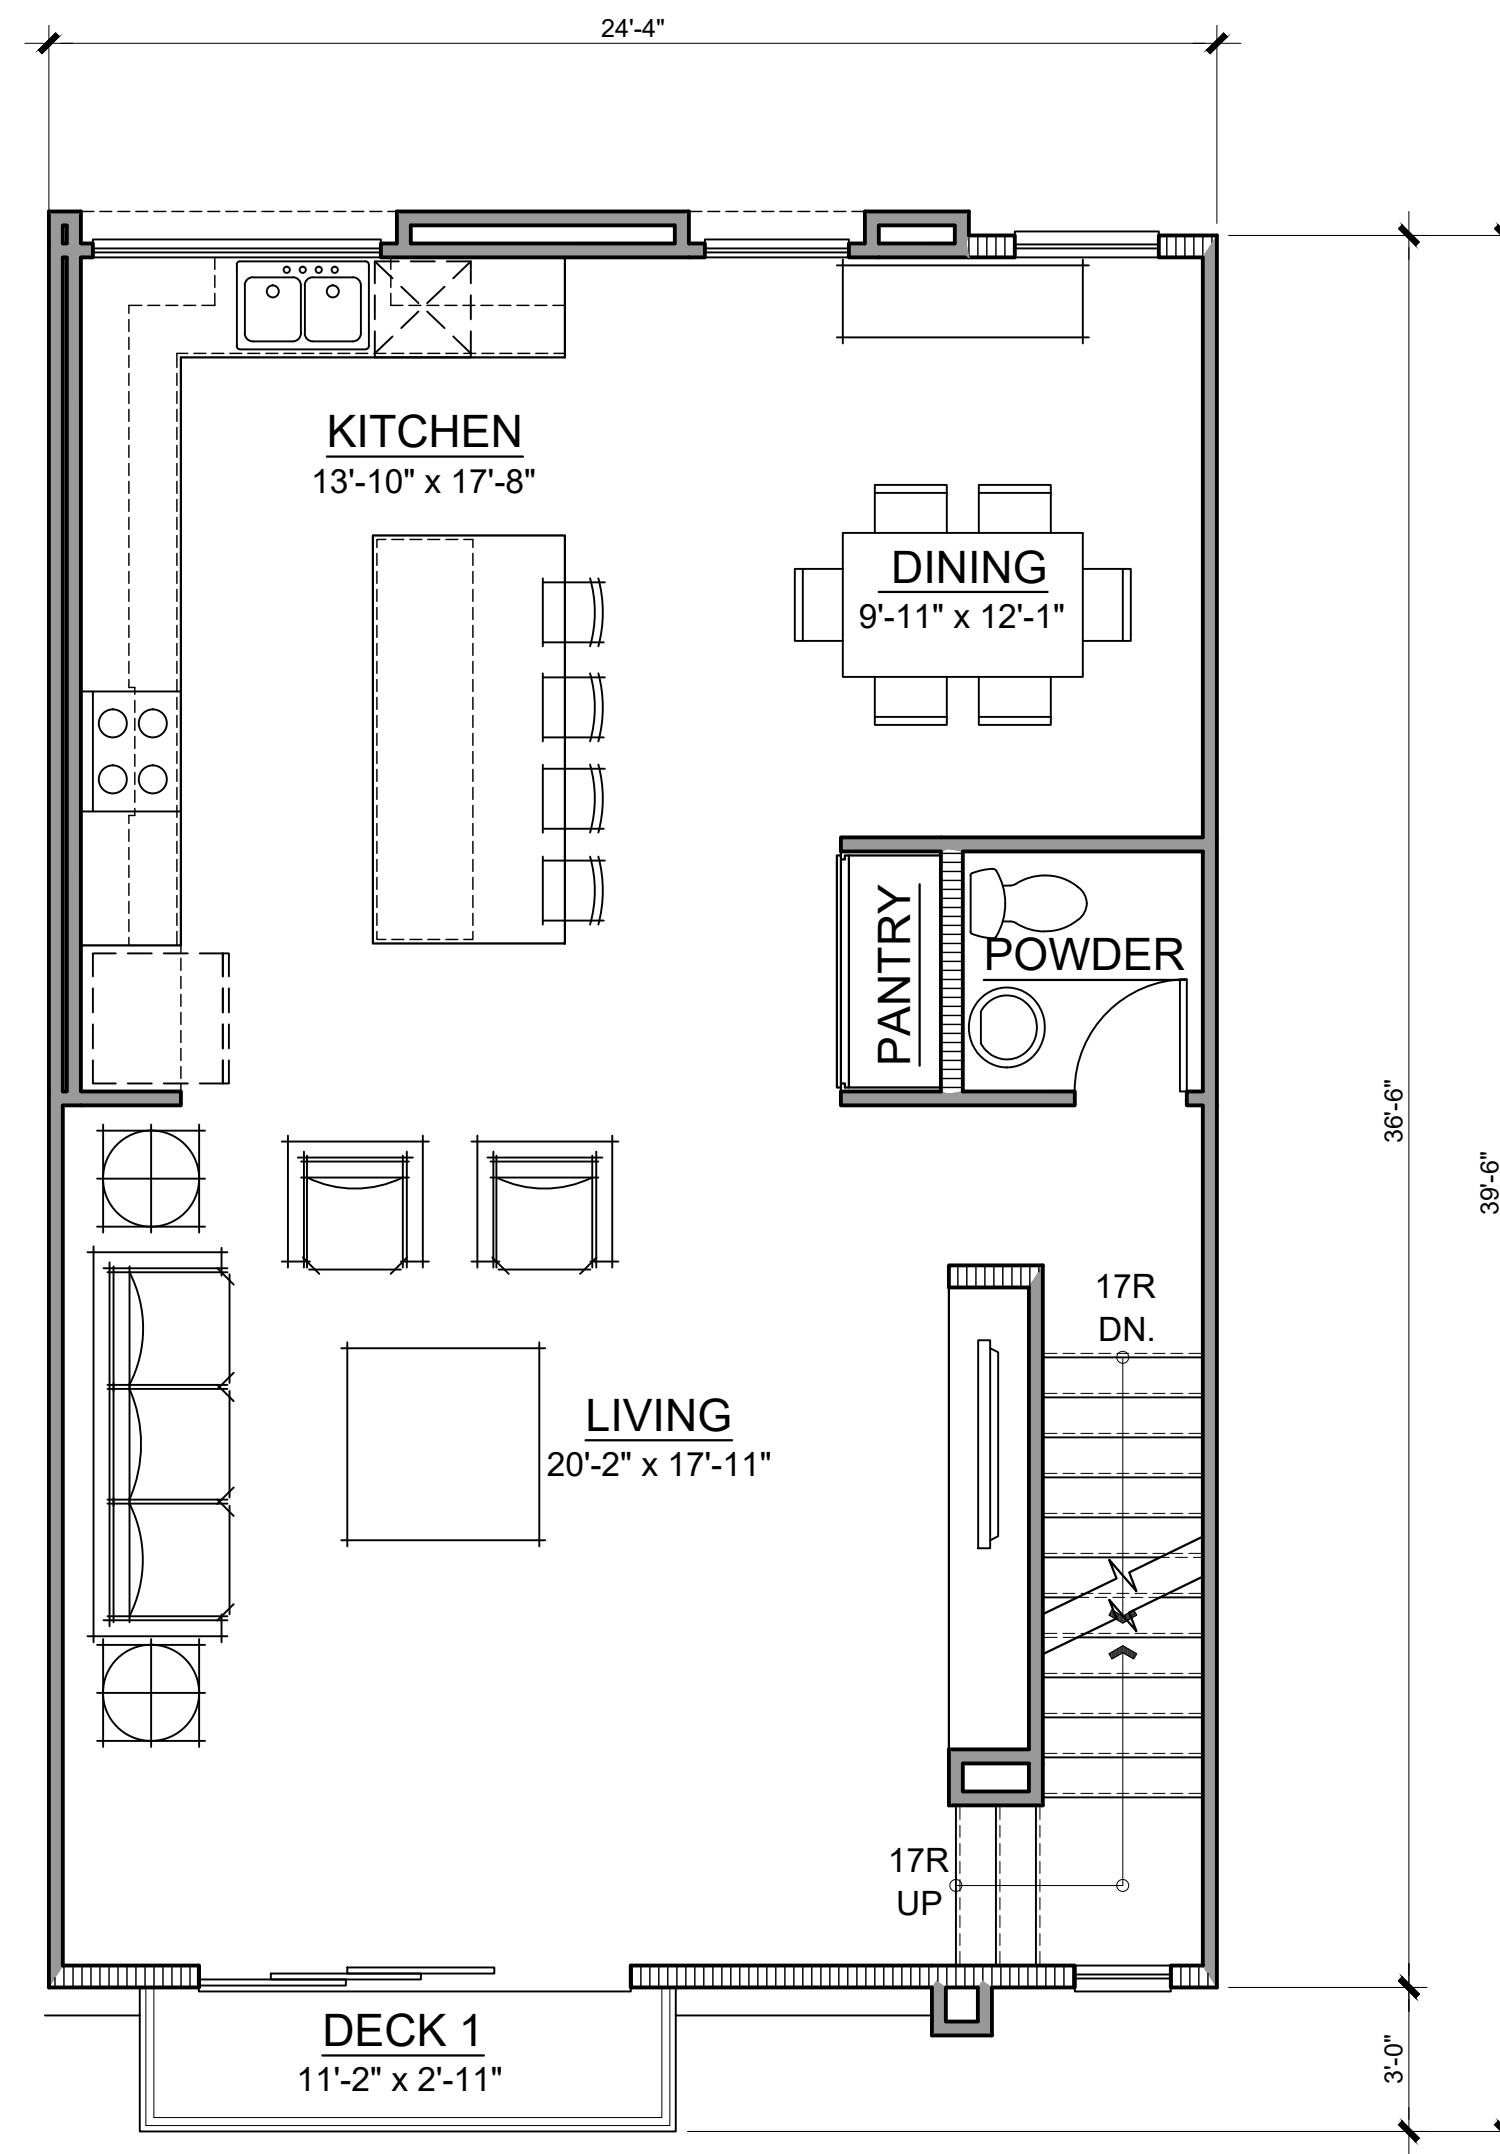 24'-4"
KITCHEN
13'-10" x 17'-8"
DINING
9'-11" x 12'-1"
PANTRY
POWDER
36'-6"
39'-6"
17R
DN.
LIVING
20'-2" x 17'-11"
17R
UP
DECK 1
11'-2" x 2'-11"
3'-0"